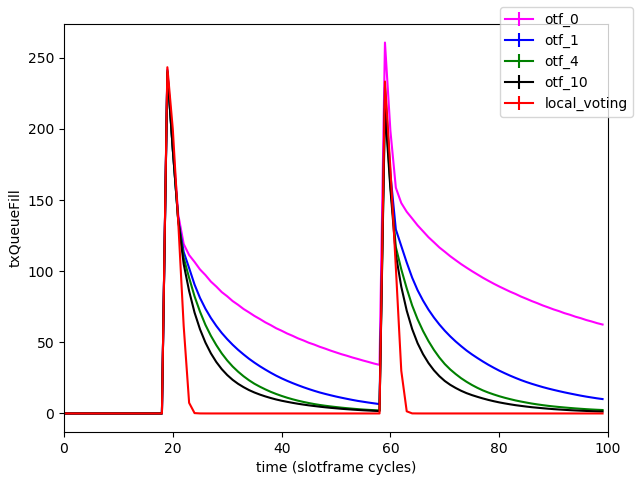 otf_0
otf_1
otf_4
otf_10
local_voting
250
200
150
100
50
0
txQueueFill
0 20 40 60 80 100
time (slotframe cycles)